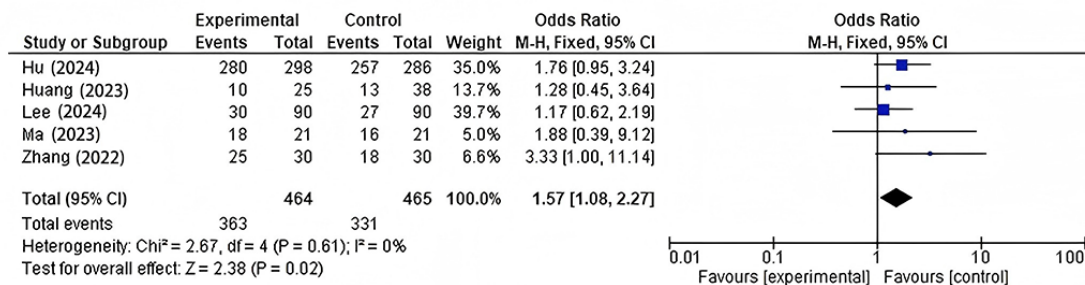 Experimental Control Odds Ratio Odds Ratio
Study or Subgroup Events Total Events Total Weight M-H, Fixed, 95% CI M-H, Fixed, 95% CI
Hu (2024) 280 298 257 286 35.0% 1.76 [0.95, 3.24]
Huang (2023) 10 25 13 38 13.7% 1.28 [0.45, 3.64]
Lee (2024) 30 90 27 90 39.7% 1.17 [0.62, 2.19]
Ma (2023) 18 21 16 21 5.0% 1.88 [0.39, 9.12]
Zhang (2022) 25 30 18 30 6.6% 3.33 [1.00, 11.14]
Total (95% CI) 464 465 100.0% 1.57 [1.08, 2.27]
Total events 363 331
Heterogeneity: Chi² = 2.67, df = 4 (P = 0.61); I² = 0%
Test for overall effect: Z = 2.38 (P = 0.02)
0.01 0.1 1 10 100
Favours [experimental] Favours [control]